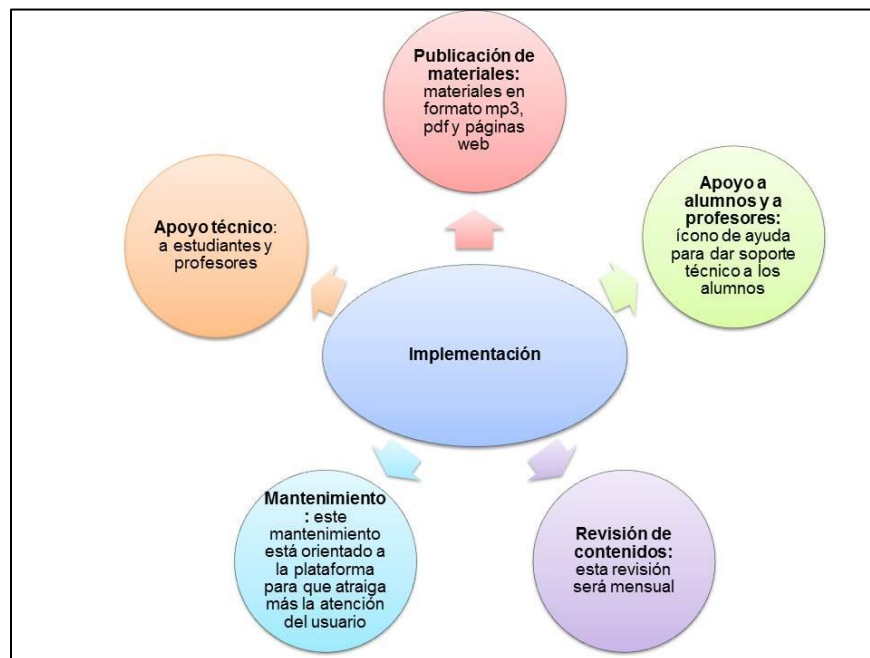 Publicación de
materiales:
materiales en
formato mp3,
pdf y páginas
web
Apoyo a
alumnos y a
profesores:
ícono de ayuda
para dar soporte
técnico a los
alumnos
Apoyo técnico:
a estudiantes y
profesores
Implementación
Mantenimiento
: este
mantenimiento
está orientado a
la plataforma
para que atraiga
más la atención
del usuario
Revisión de
contenidos:
esta revisión
será mensual